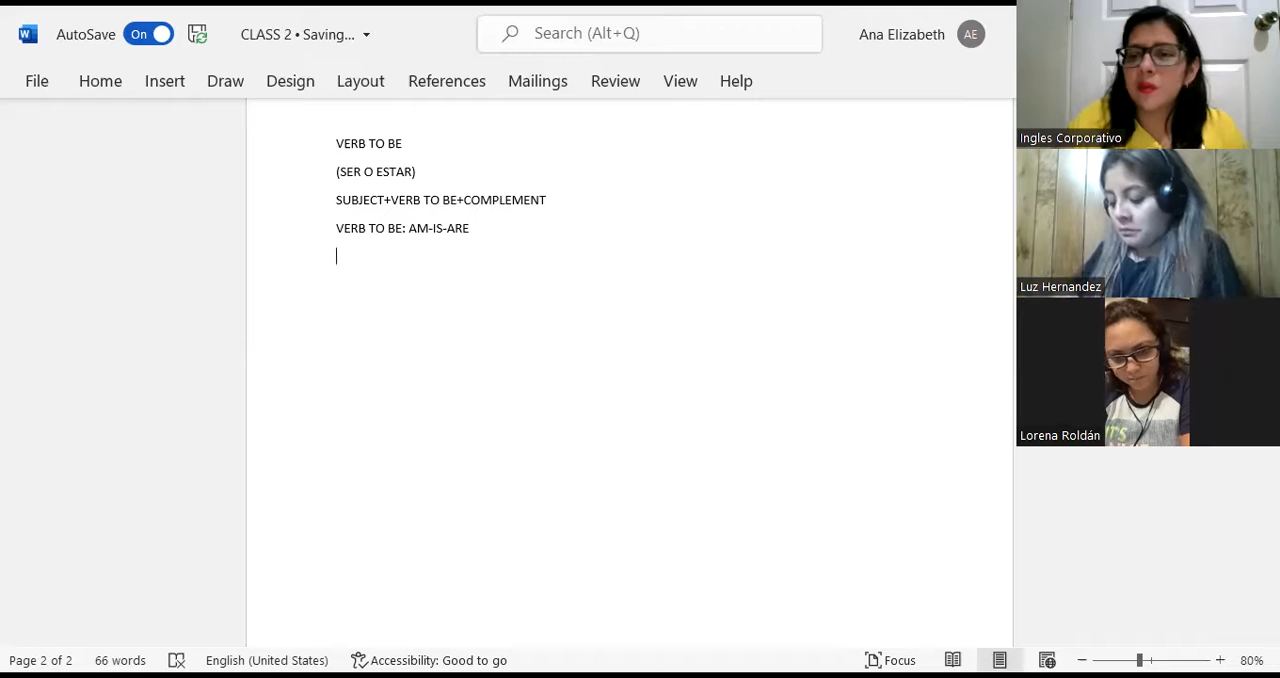 AutoSave On CLASS 2 • Saving... Search (Alt+Q) Ana Elizabeth AE
File Home Insert Draw Design Layout References Mailings Review View Help
VERB TO BE
(SER O ESTAR)
SUBJECT+VERB TO BE+COMPLEMENT
VERB TO BE: AM-IS-ARE
Ingles Corporativo
Luz Hernandez
Lorena Roldán
Page 2 of 2 66 words English (United States) Accessibility: Good to go Focus 80%